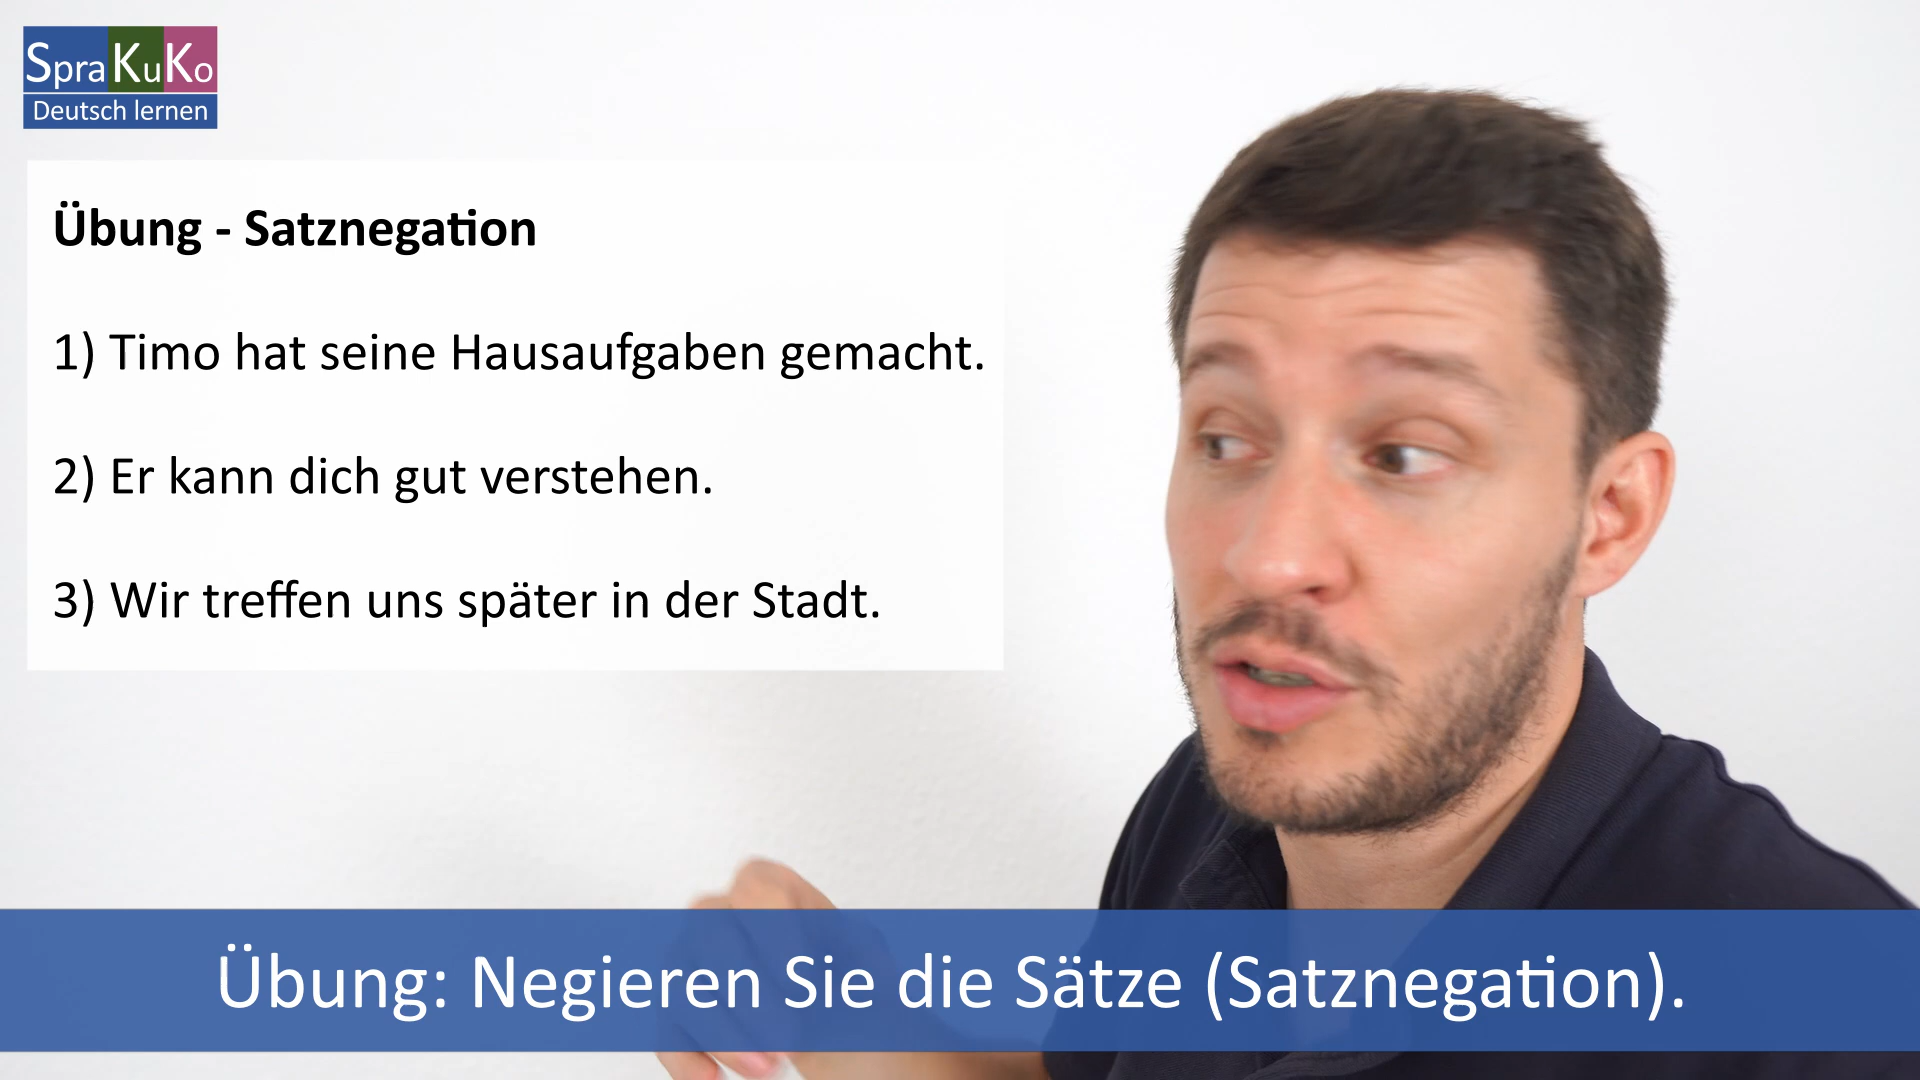 SpraKuKo
Deutsch lernen
Übung - Satznegation
1) Timo hat seine Hausaufgaben gemacht.
2) Er kann dich gut verstehen.
3) Wir treffen uns später in der Stadt.
Übung: Negieren Sie die Sätze (Satznegation).